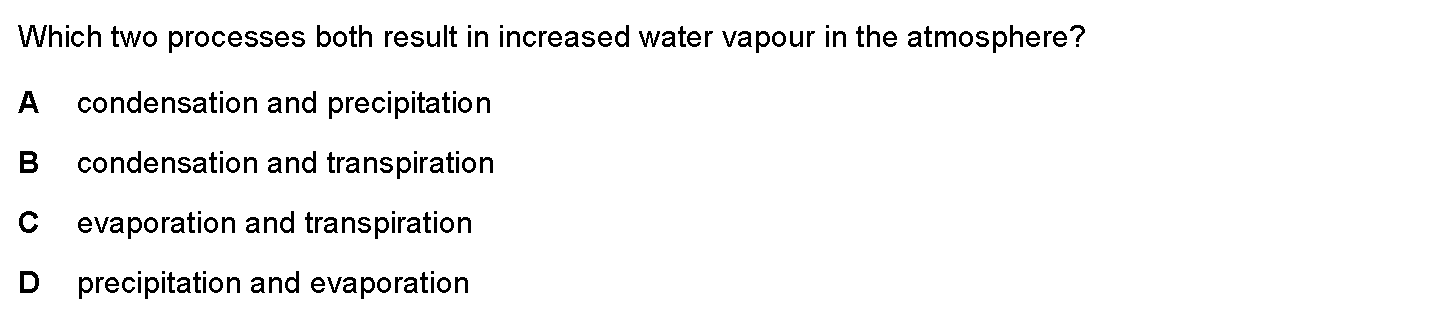 Which two processes both result in increased water vapour in the atmosphere?
A condensation and precipitation
B condensation and transpiration
C evaporation and transpiration
D precipitation and evaporation